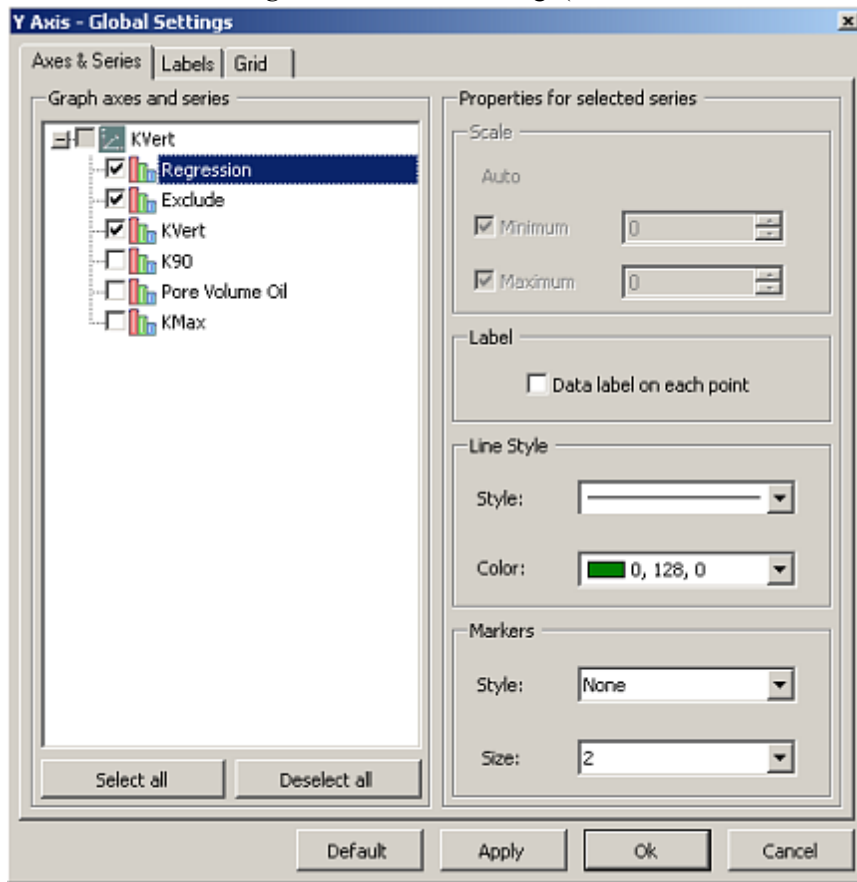 Y Axis - Global Settings
Axes & Series
Labels
Grid
Graph axes and series
KVert
Regression
Exclude
KVert
K90
Pore Volume Oil
KMax
Select all
Deselect all
Properties for selected series
Scale
Auto
Minimum
0
Maximum
0
Label
Data label on each point
Line Style
Style:
Color:
0, 128, 0
Markers
Style:
None
Size:
2
Default
Apply
Ok
Cancel